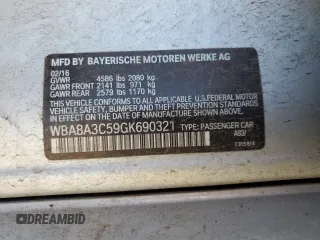 MFD BY BAYERISCHE MOTOREN WERKE AG
02/16
GVWR 4586 lbs 2080 kg
GAWR FRONT 2141 lbs 971 kg
GAWR REAR 2579 lbs 1170 kg
THIS VEHICLE CONFORMS TO ALL APPLICABLE FEDERAL MOTOR
VEHICLE SAFETY, BUMPER AND THEFT PREVENTION
STANDARDS IN EFFECT ON THE DATE OF
MANUFACTURE SHOWN ABOVE.
WBA8A3C59GK690321 TYPE: PASSENGER CAR
A83/
DREAMBID